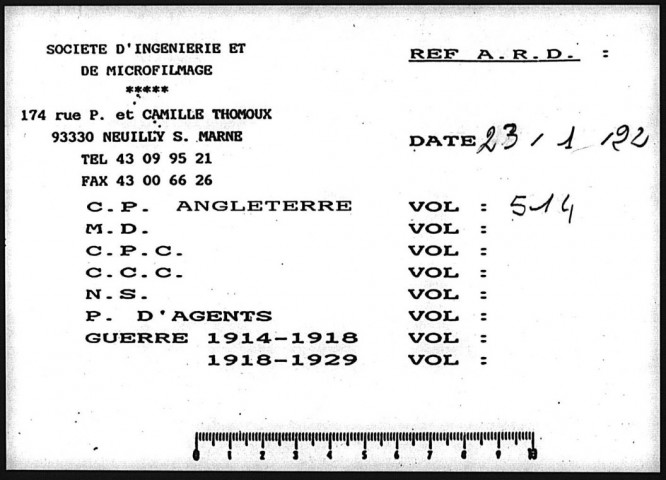 SOCIETE D'INGENIERIE ET
DE MICROFILMAGE
*****
174 rue P. et CAMILLE THOMOUX
93330 NEUILLY S. MARNE
TEL 43 09 95 21
FAX 43 00 66 26
REF A.R.D. :
DATE 23 / 1 / 92
C.P. ANGLETERRE VOL : 514
M.D. VOL :
C.P.C. VOL :
C.C.C. VOL :
N.S. VOL :
P. D'AGENTS VOL :
GUERRE 1914-1918 VOL :
1918-1929 VOL :
0 1 2 3 4 5 6 7 8 9 10